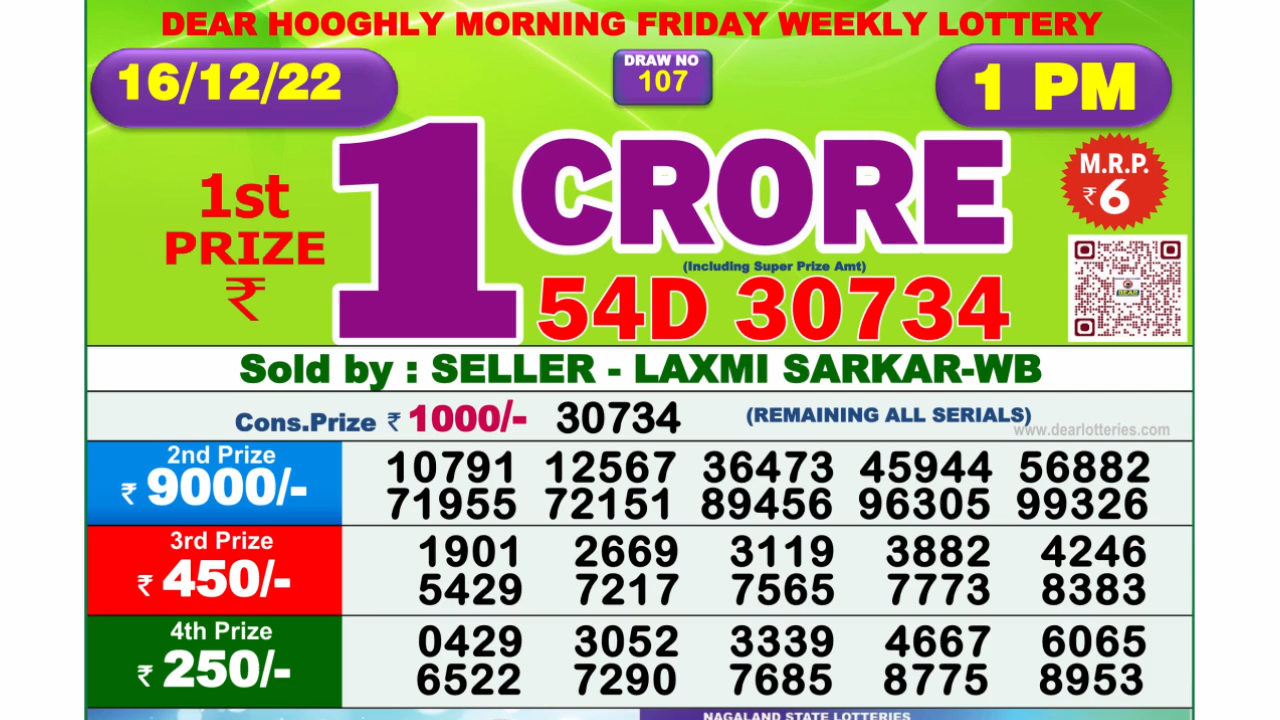 DEAR HOOGHLY MORNING FRIDAY WEEKLY LOTTERY
16/12/22
DRAW NO
107
1 PM
1st
PRIZE
₹
1 CRORE
(Including Super Prize Amt)
54D 30734
M.R.P.
₹ 6
DEAR
Sold by : SELLER - LAXMI SARKAR-WB
Cons.Prize ₹ 1000/- 30734 (REMAINING ALL SERIALS)
www.dearlotteries.com
2nd Prize
₹ 9000/-
10791 12567 36473 45944 56882
71955 72151 89456 96305 99326
3rd Prize
₹ 450/-
1901 2669 3119 3882 4246
5429 7217 7565 7773 8383
4th Prize
₹ 250/-
0429 3052 3339 4667 6065
6522 7290 7685 8775 8953
NAGALAND STATE LOTTERIES